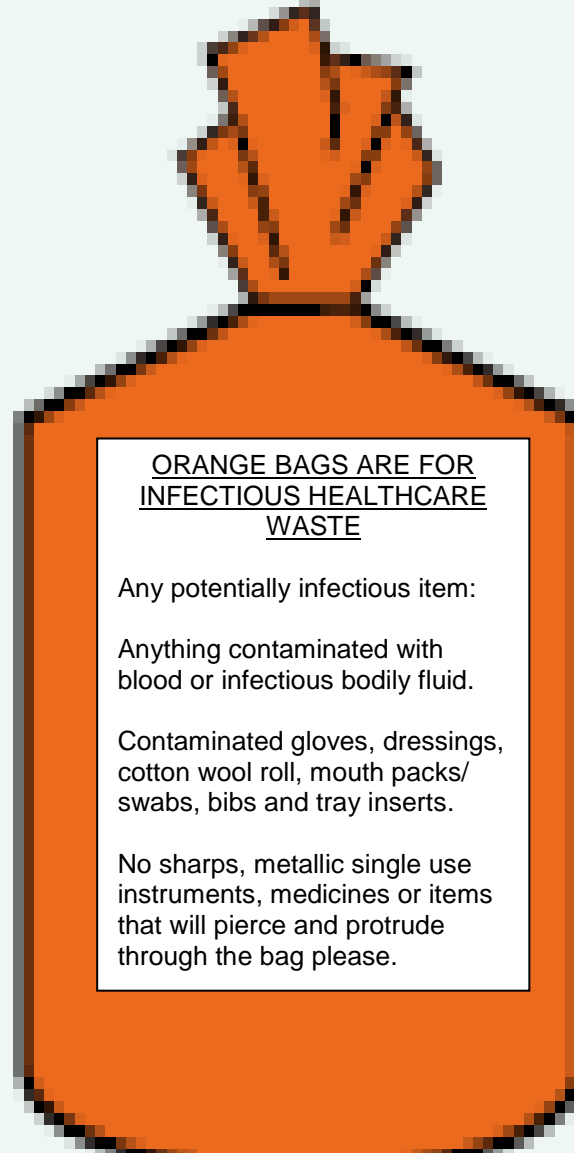 ORANGE BAGS ARE FOR
INFECTIOUS HEALTHCARE
WASTE
Any potentially infectious item:
Anything contaminated with
blood or infectious bodily fluid.
Contaminated gloves, dressings,
cotton wool roll, mouth packs/
swabs, bibs and tray inserts.
No sharps, metallic single use
instruments, medicines or items
that will pierce and protrude
through the bag please.